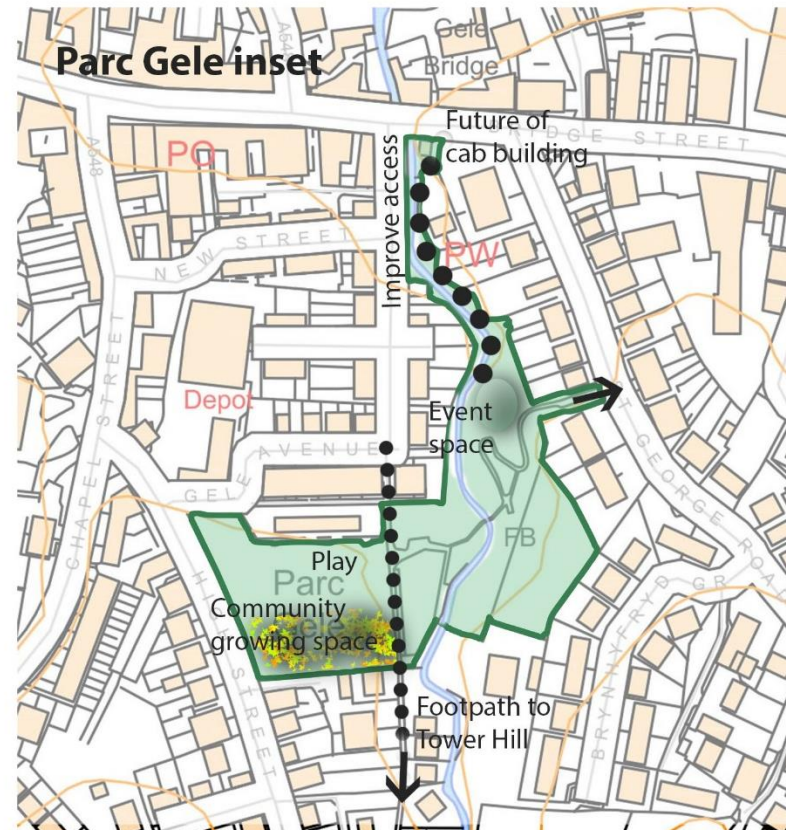 Parc Gele inset
Gele
Bridge
A54
A548
PO
Future of
cab building
BRIDGE STREET
Improve access
NEW STREET
PW
CHAPEL STREET
Depot
Event
space
GELE AVENUE
GEORGE ROAD
FB
Play
Parc
Gele
Community
growing space
HILL STREET
BRYNHYFRYD GR
Footpath to
Tower Hill